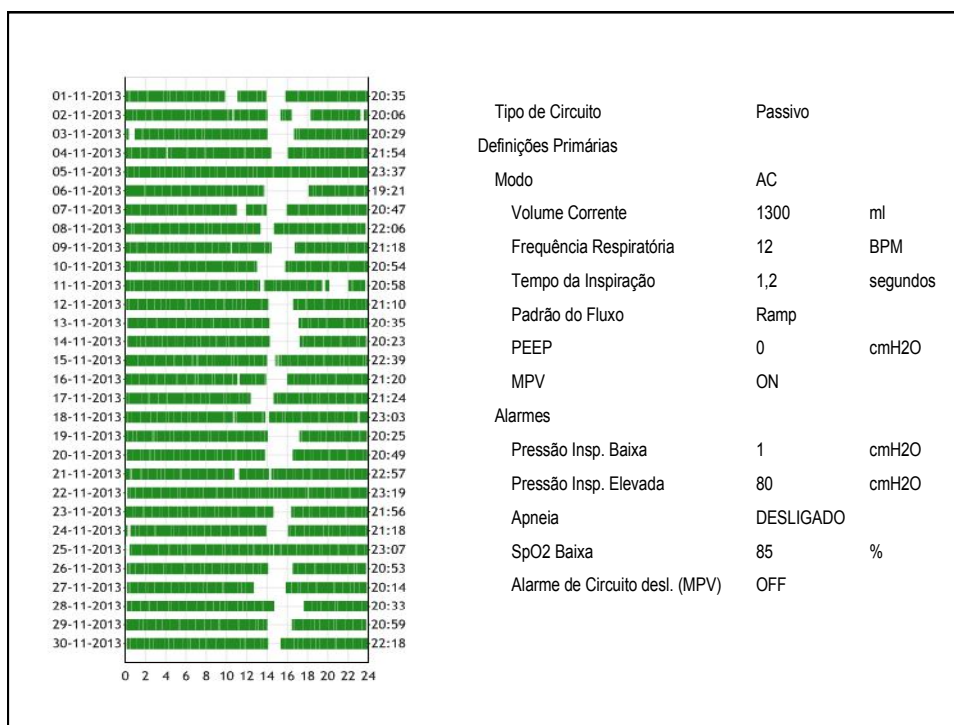 01-11-2013 20:35
02-11-2013 20:06
03-11-2013 20:29
04-11-2013 21:54
05-11-2013 23:37
06-11-2013 19:21
07-11-2013 20:47
08-11-2013 22:06
09-11-2013 21:18
10-11-2013 20:54
11-11-2013 20:58
12-11-2013 21:10
13-11-2013 20:35
14-11-2013 20:23
15-11-2013 22:39
16-11-2013 21:20
17-11-2013 21:24
18-11-2013 23:03
19-11-2013 20:25
20-11-2013 20:49
21-11-2013 22:57
22-11-2013 23:19
23-11-2013 21:56
24-11-2013 21:18
25-11-2013 23:07
26-11-2013 20:53
27-11-2013 20:14
28-11-2013 20:33
29-11-2013 20:59
30-11-2013 22:18
0 2 4 6 8 10 12 14 16 18 20 22 24
Tipo de Circuito Passivo
Definições Primárias
Modo AC
Volume Corrente 1300 ml
Frequência Respiratória 12 BPM
Tempo da Inspiração 1,2 segundos
Padrão do Fluxo Ramp
PEEP 0 cmH2O
MPV ON
Alarmes
Pressão Insp. Baixa 1 cmH2O
Pressão Insp. Elevada 80 cmH2O
Apneia DESLIGADO
SpO2 Baixa 85 %
Alarme de Circuito desl. (MPV) OFF